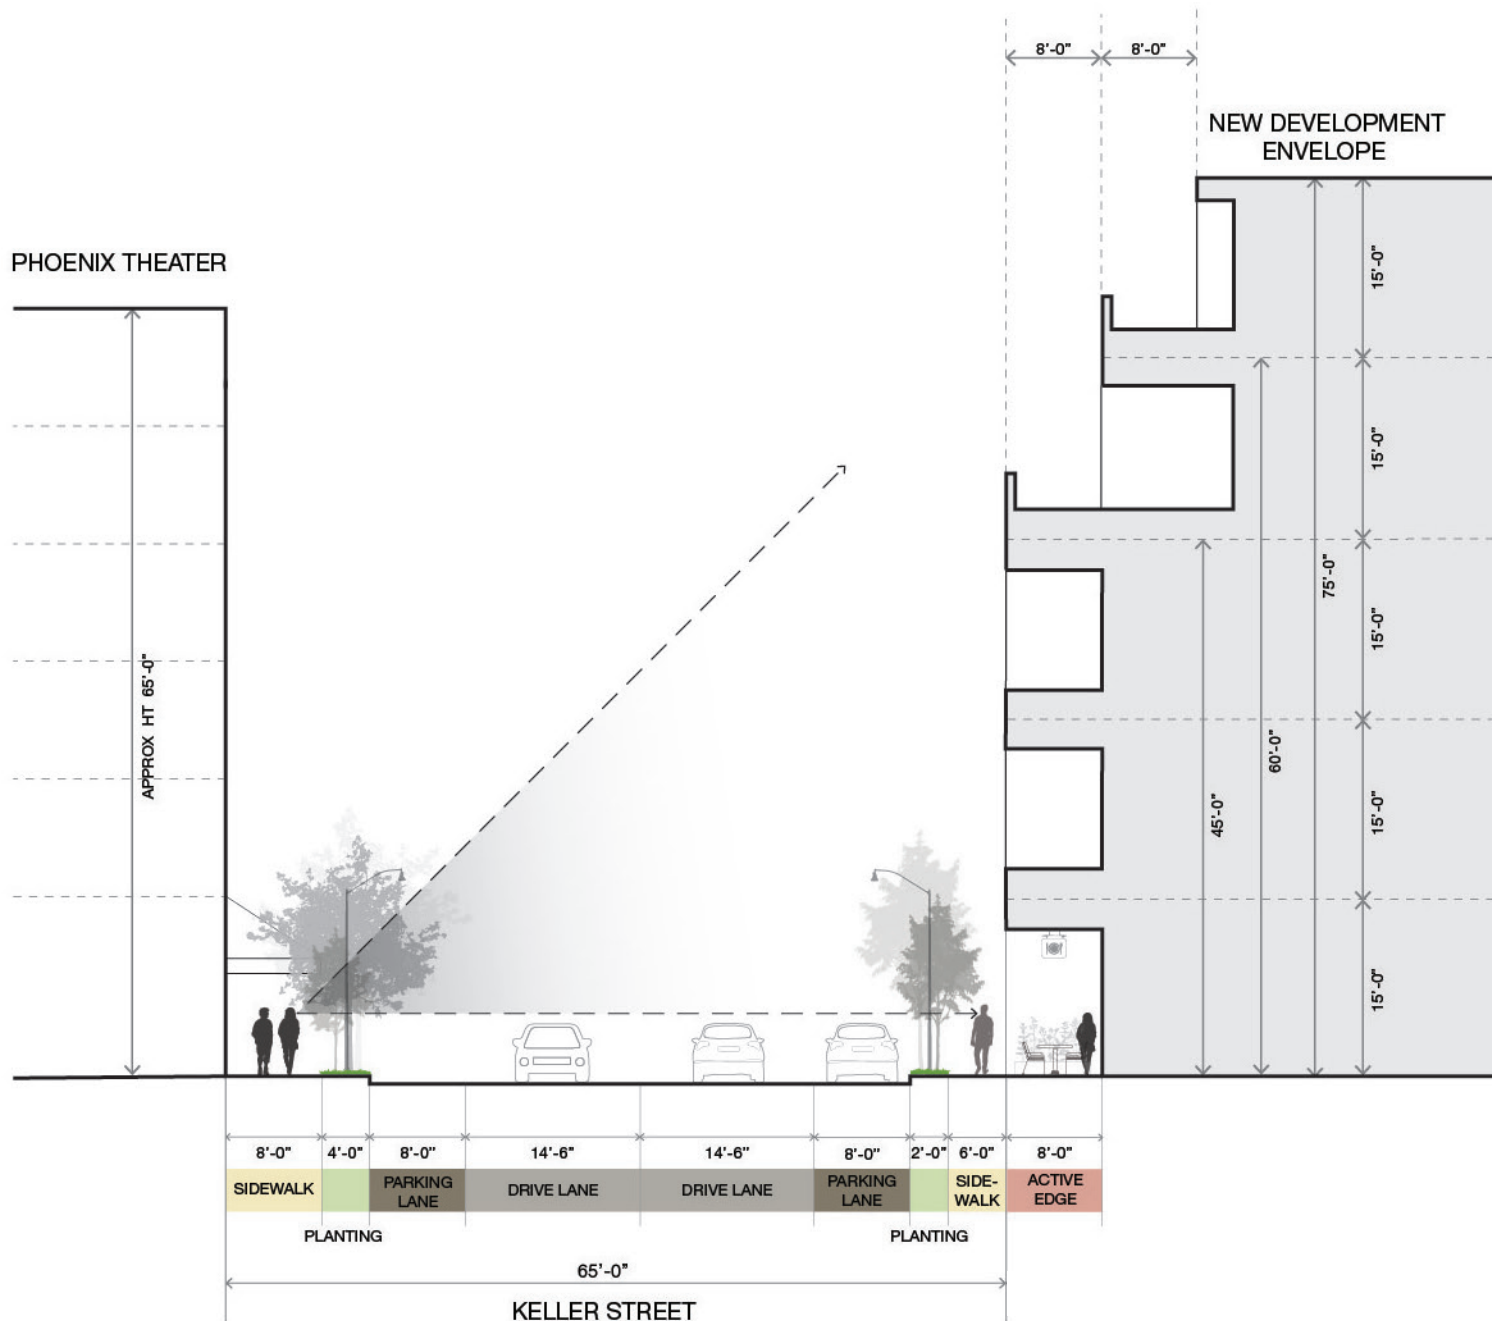 8'-0"
8'-0"
NEW DEVELOPMENT
ENVELOPE
PHOENIX THEATER
APPROX HT 65'-0"
45'-0"
60'-0"
75'-0"
15'-0"
15'-0"
15'-0"
15'-0"
15'-0"
8'-0"
4'-0"
8'-0"
14'-6"
14'-6"
8'-0"
2'-0"
6'-0"
8'-0"
SIDEWALK
PARKING
LANE
DRIVE LANE
DRIVE LANE
PARKING
LANE
SIDE-
WALK
ACTIVE
EDGE
PLANTING
PLANTING
65'-0"
KELLER STREET